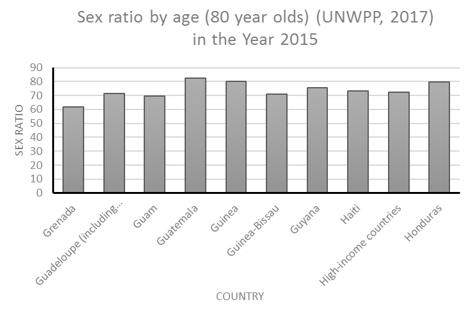 Sex ratio by age (80 year olds) (UNWPP, 2017)
in the Year 2015
SEX RATIO
90
80
70
60
50
40
30
20
10
0
Grenada
Guadeloupe (including...
Guam
Guatemala
Guinea
Guinea-Bissau
Guyana
Haiti
High-income countries
Honduras
COUNTRY